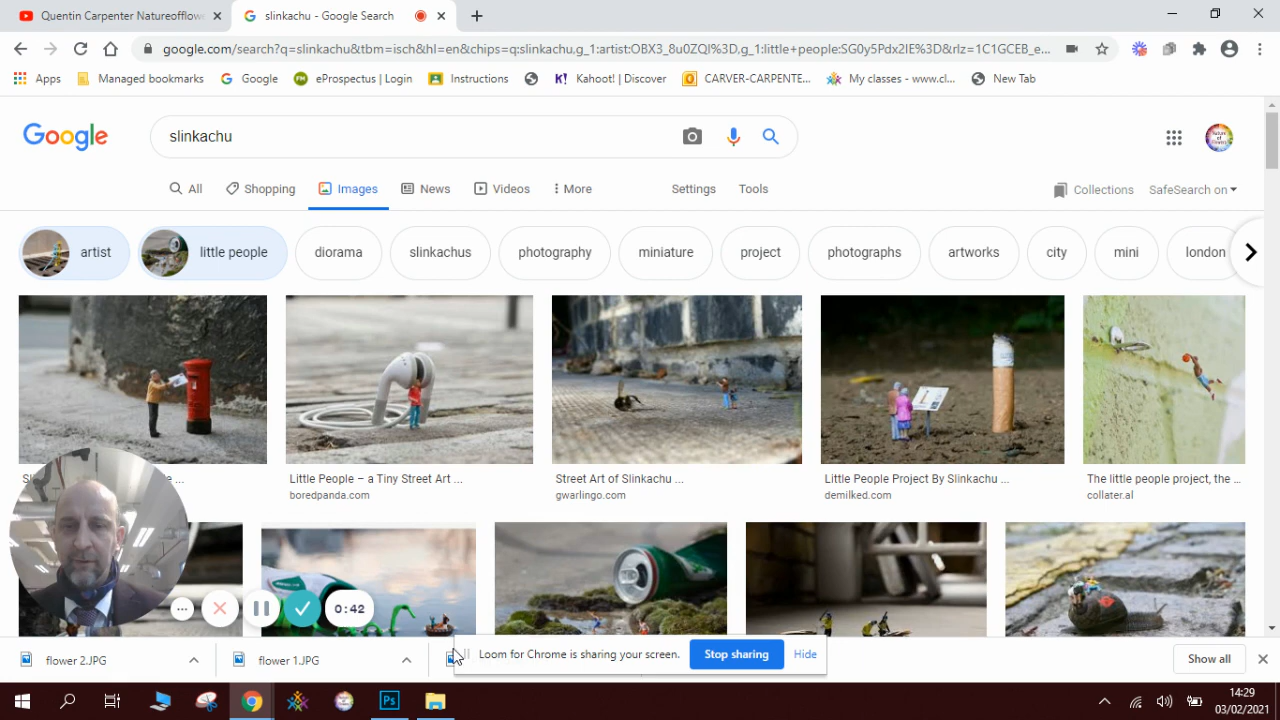 Quentin Carpenter Natureofflowe
slinkachu - Google Search
google.com/search?q=slinkachu&tbm=isch&hl=en&chips=q:slinkachu,g_1:artist:OBX3_8u0ZQI%3D,g_1:little+people:SG0y5Pdx2IE%3D&rlz=1C1GCEB_e...
Apps
Managed bookmarks
Google
eProspectus | Login
Instructions
Kahoot! | Discover
CARVER-CARPENTE...
My classes - www.cl...
New Tab
Google
slinkachu
All
Shopping
Images
News
Videos
More
Settings
Tools
Collections
SafeSearch on
artist
little people
diorama
slinkachus
photography
miniature
project
photographs
artworks
city
mini
london
Little People – a Tiny Street Art ...
boredpanda.com
Street Art of Slinkachu ...
gwarlingo.com
Little People Project By Slinkachu ...
demilked.com
The little people project, the ...
collater.al
0:42
flower 2.JPG
flower 1.JPG
Loom for Chrome is sharing your screen.
Stop sharing
Hide
Show all
Ps
14:29
03/02/2021